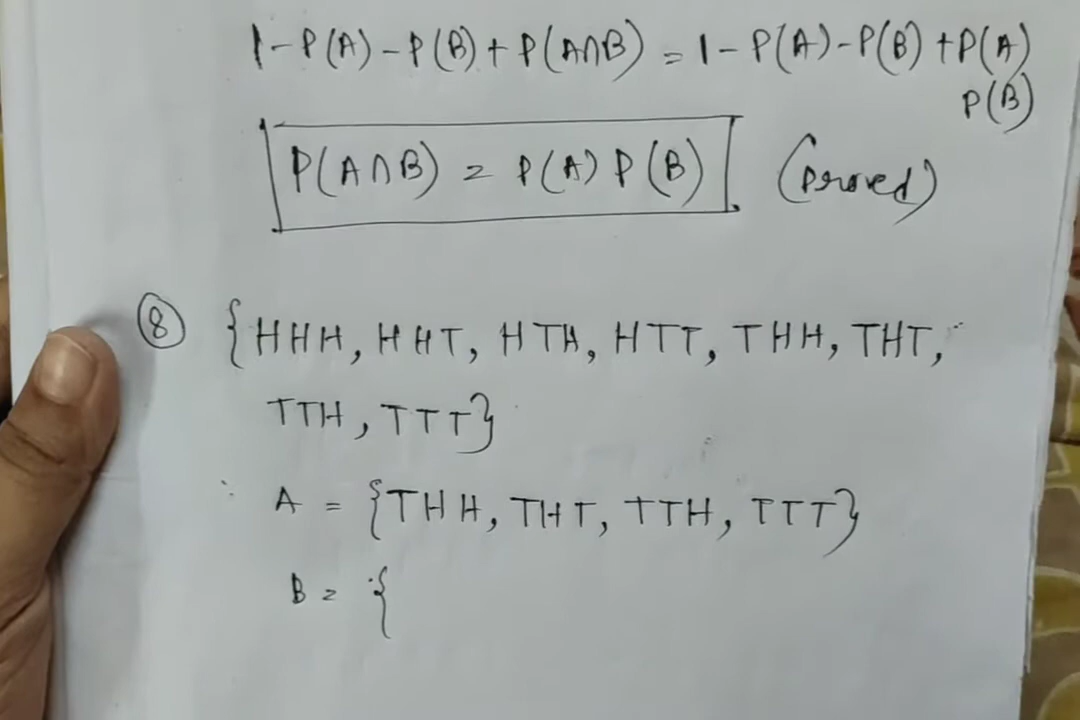 1 - P(A) - P(B) + P(A∩B) = 1 - P(A) - P(B) + P(A)
P(B)
P(A∩B) = P(A) P(B). (Proved)
⑧ {HHH, HHT, HTH, HTT, THH, THT,
TTH, TTT}
A = {THH, THT, TTH, TTT}
B = {